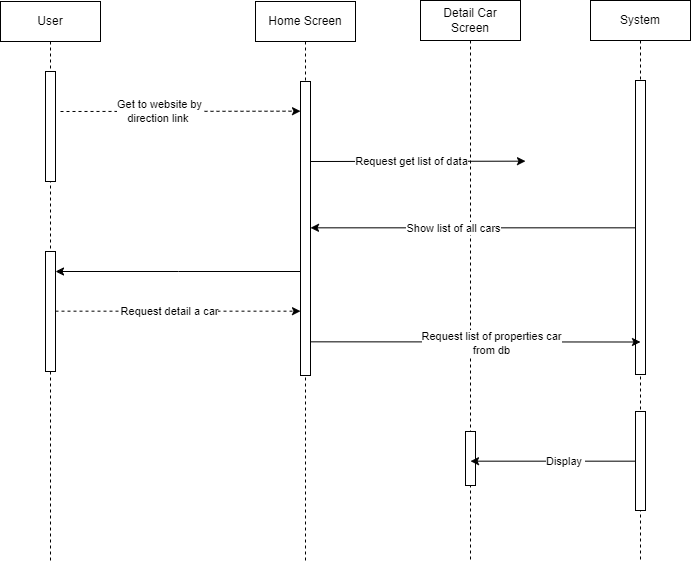 User
Home Screen
Detail Car
Screen
System
Get to website by
direction link
Request get list of data
Show list of all cars
Request detail a car
Request list of properties car
from db
Display